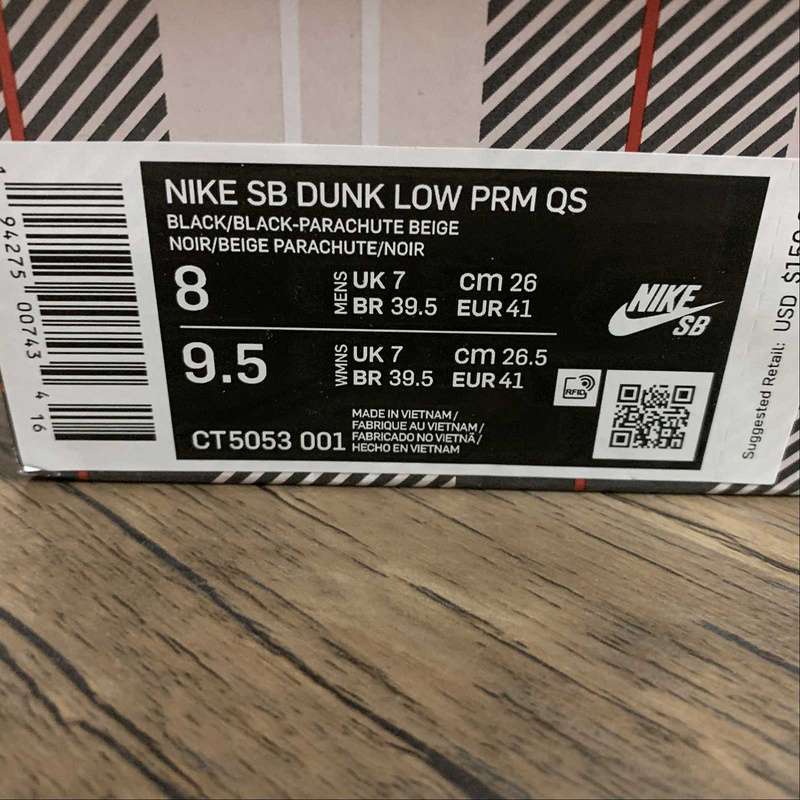 NIKE SB DUNK LOW PRM QS
BLACK/BLACK-PARACHUTE BEIGE
NOIR/BEIGE PARACHUTE/NOIR
8
MENS
UK 7 cm 26
BR 39.5 EUR 41
9.5
WMNS
UK 7 cm 26.5
BR 39.5 EUR 41
NIKE
SB
RFID
CT5053 001
MADE IN VIETNAM/
FABRIQUE AU VIETNAM/
FABRICADO NO VIETNÃ/
HECHO EN VIETNAM
94275 00743 4 16
Suggested Retail: USD